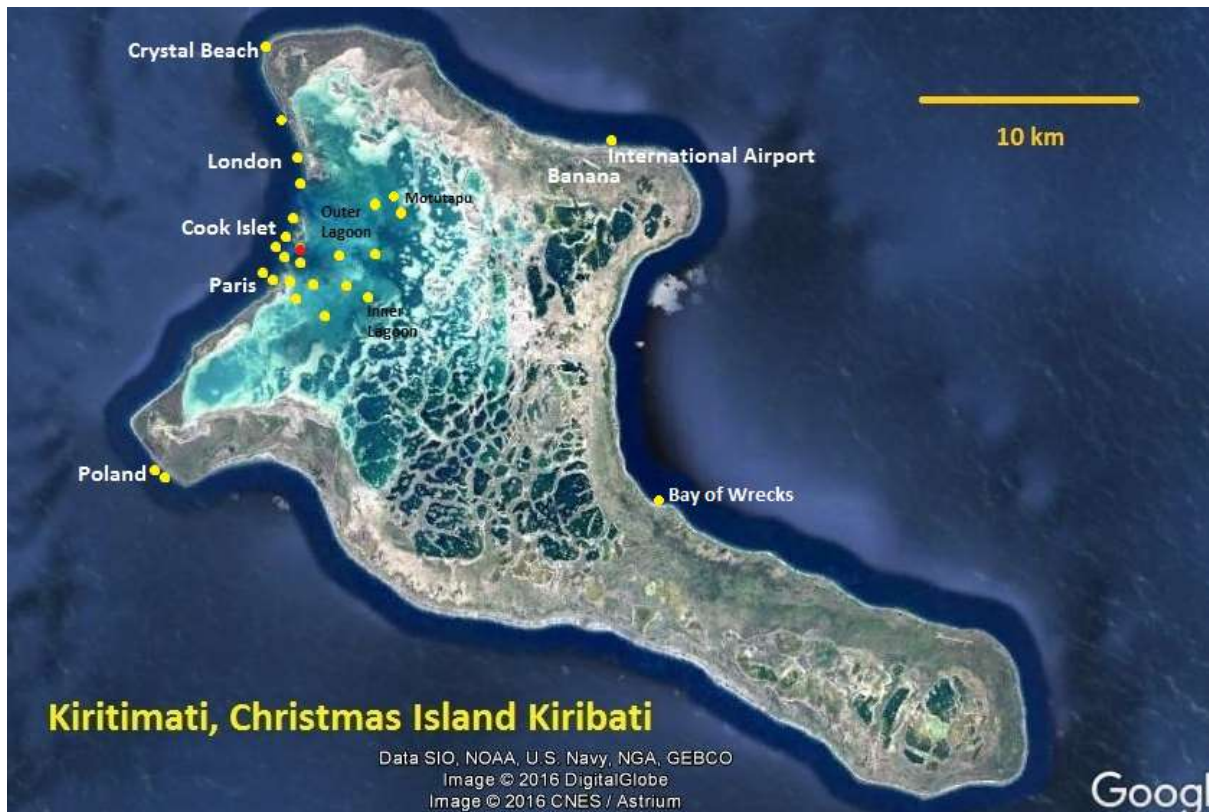 Crystal Beach
10 km
International Airport
London
Banana
Motutapu
Outer
Lagoon
Cook Islet
Paris
Inner
Lagoon
Poland
Bay of Wrecks
Kiritimati, Christmas Island Kiribati
Data SIO, NOAA, U.S. Navy, NGA, GEBCO
Image © 2016 DigitalGlobe
Image © 2016 CNES / Astrium
Googl